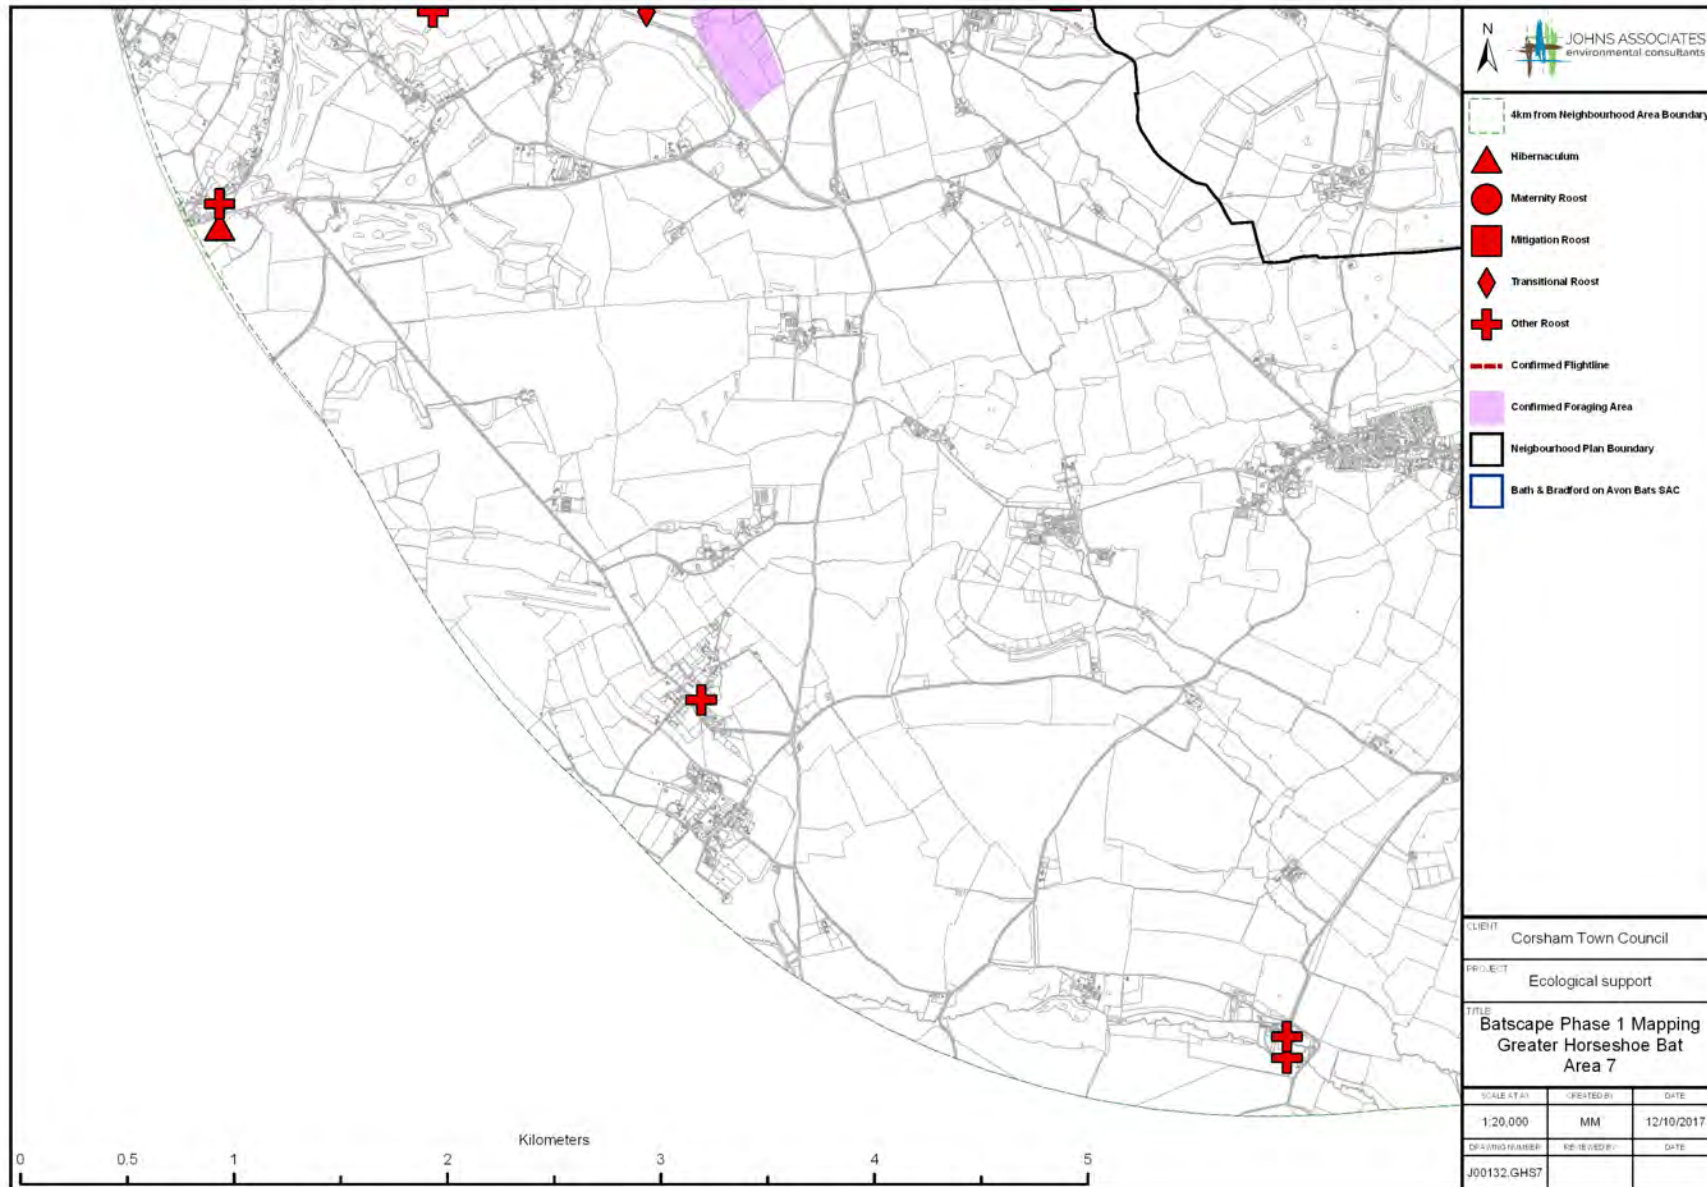 N
JOHNS ASSOCIATES
environmental consultants
4km from Neighbourhood Area Boundary
Hibernaculum
Maternity Roost
Mitigation Roost
Transitional Roost
Other Roost
Confirmed Flightline
Confirmed Foraging Area
Neigbourhood Plan Boundary
Bath & Bradford on Avon Bats SAC
CLIENT
Corsham Town Council
PROJECT
Ecological support
TITLE
Batscape Phase 1 Mapping
Greater Horseshoe Bat
Area 7
SCALE AT A3 CREATED BY DATE
1:20,000 MM 12/10/2017
DRAWING NUMBER REVIEWED BY DATE
J00132.GHS7
Kilometers
0 0.5 1 2 3 4 5